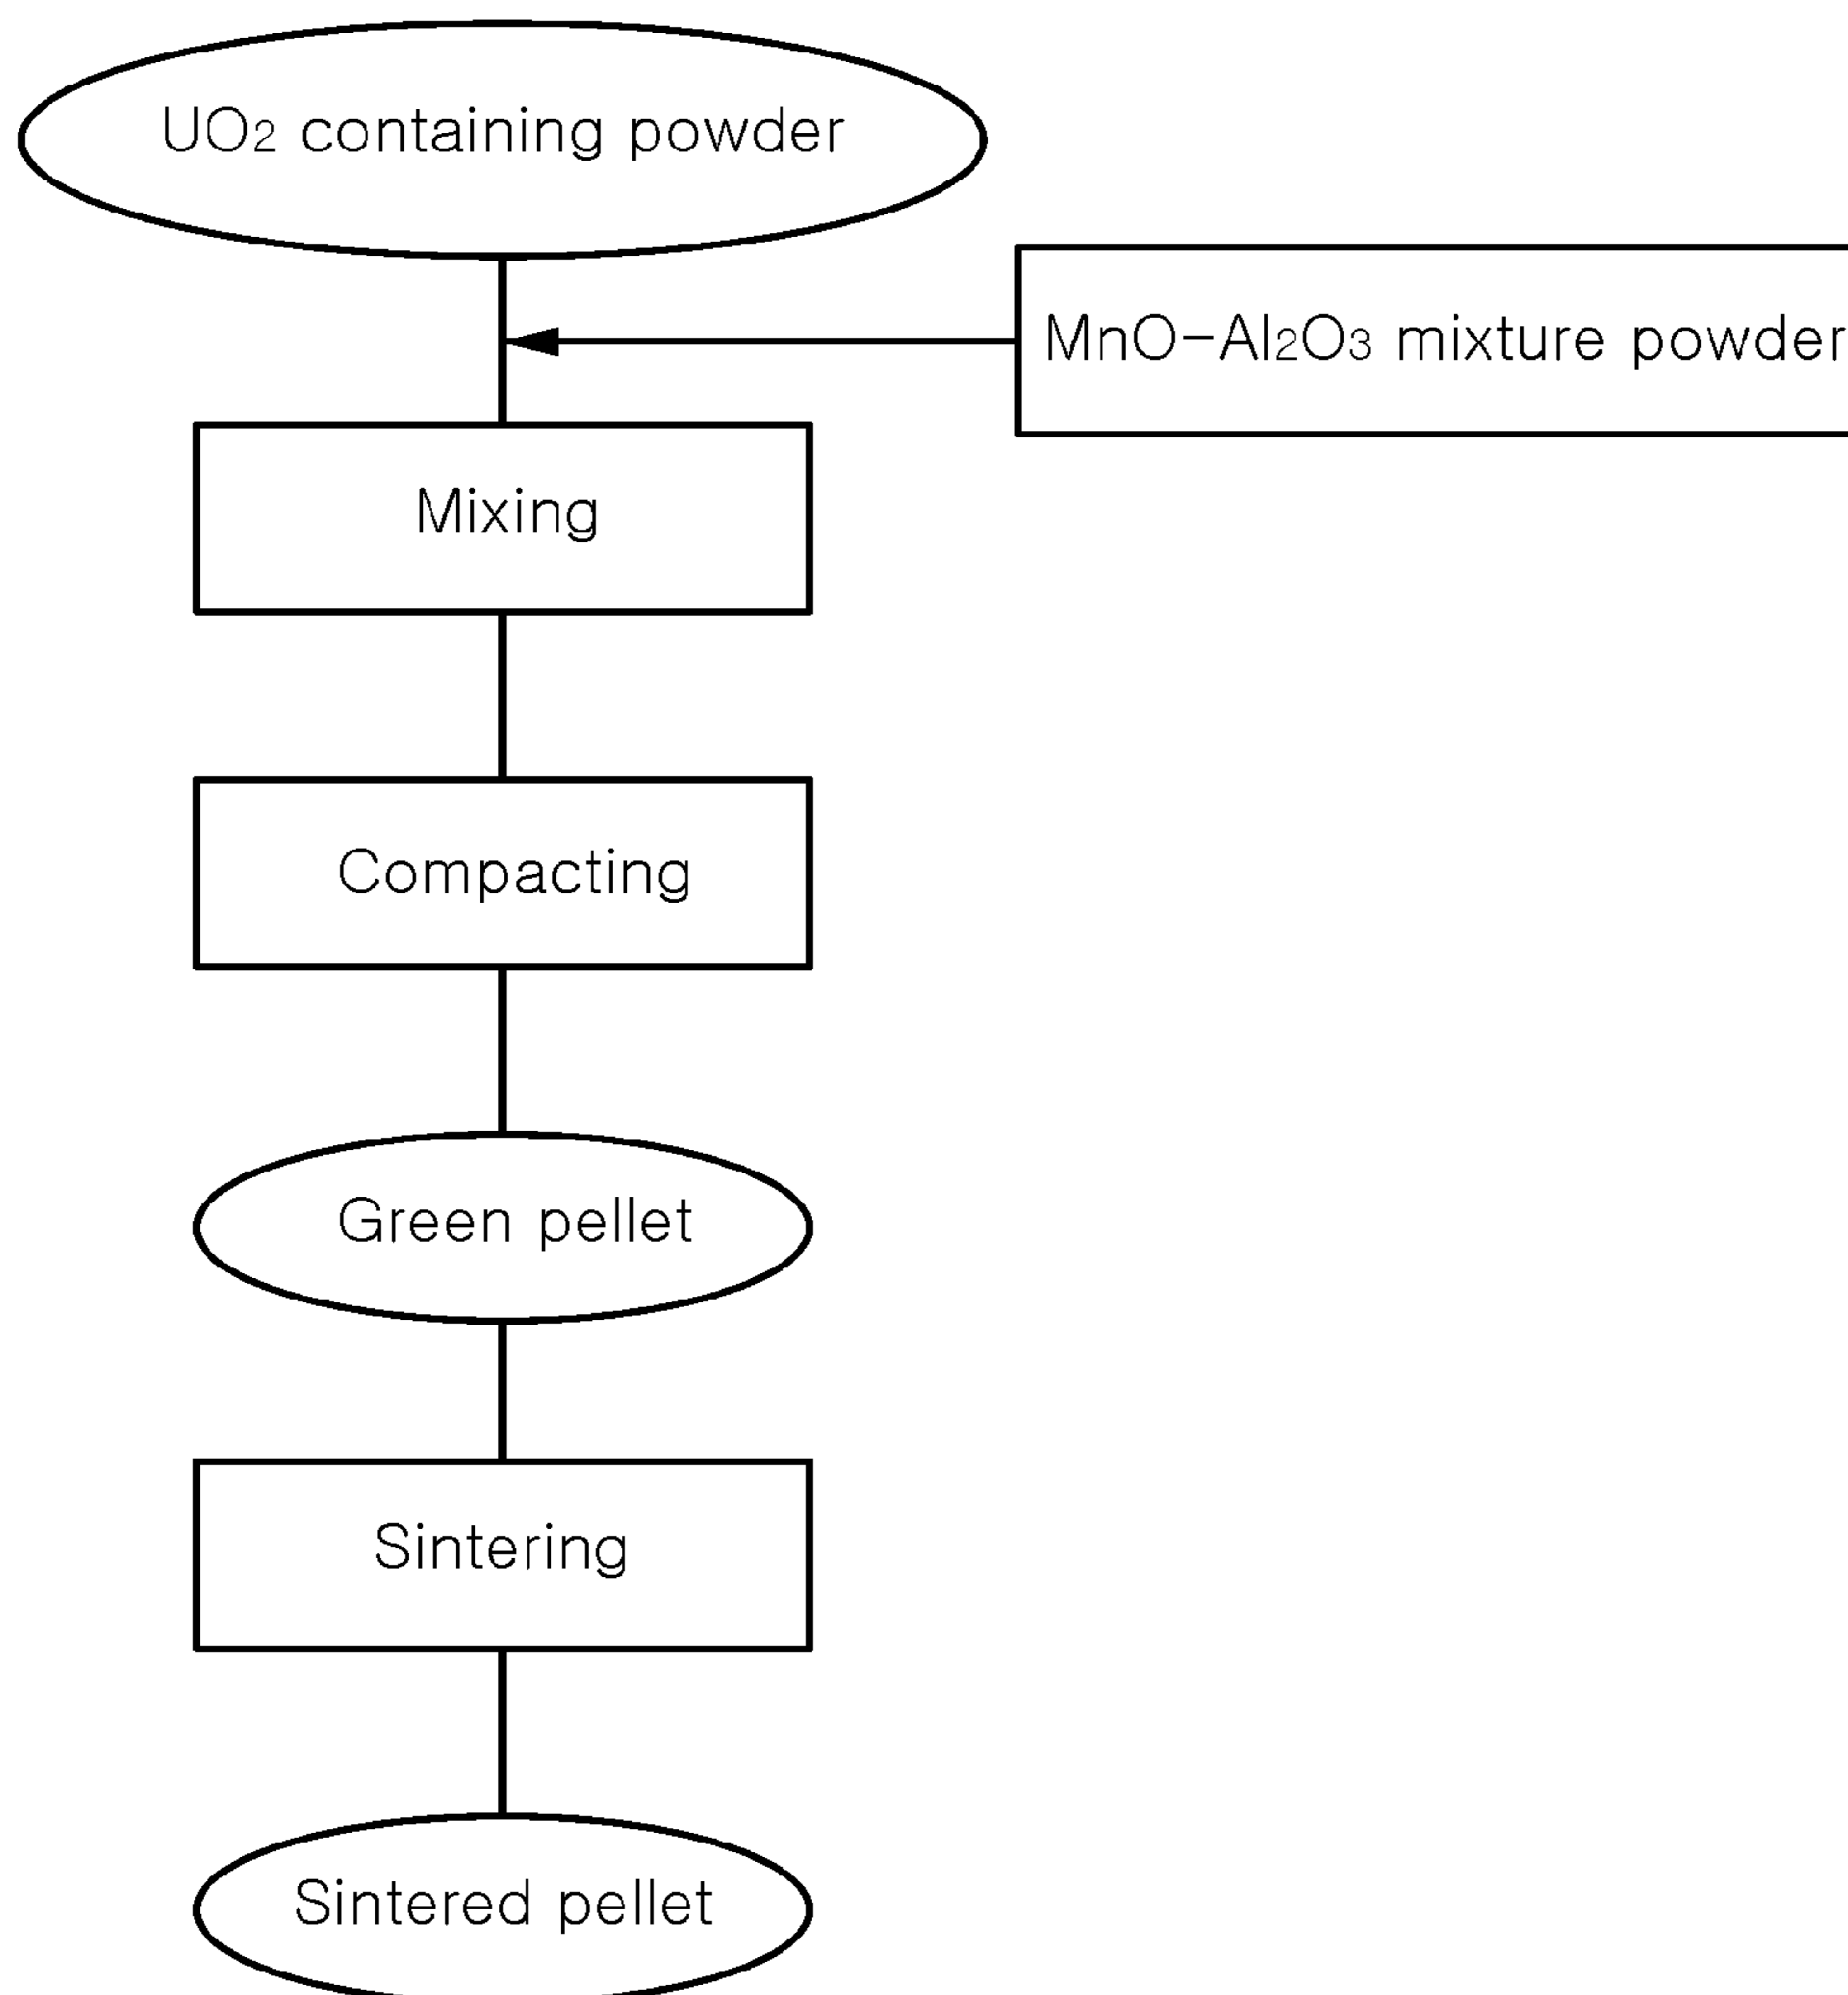 UO₂ containing powder
MnO-Al₂O₃ mixture powder
Mixing
Compacting
Green pellet
Sintering
Sintered pellet